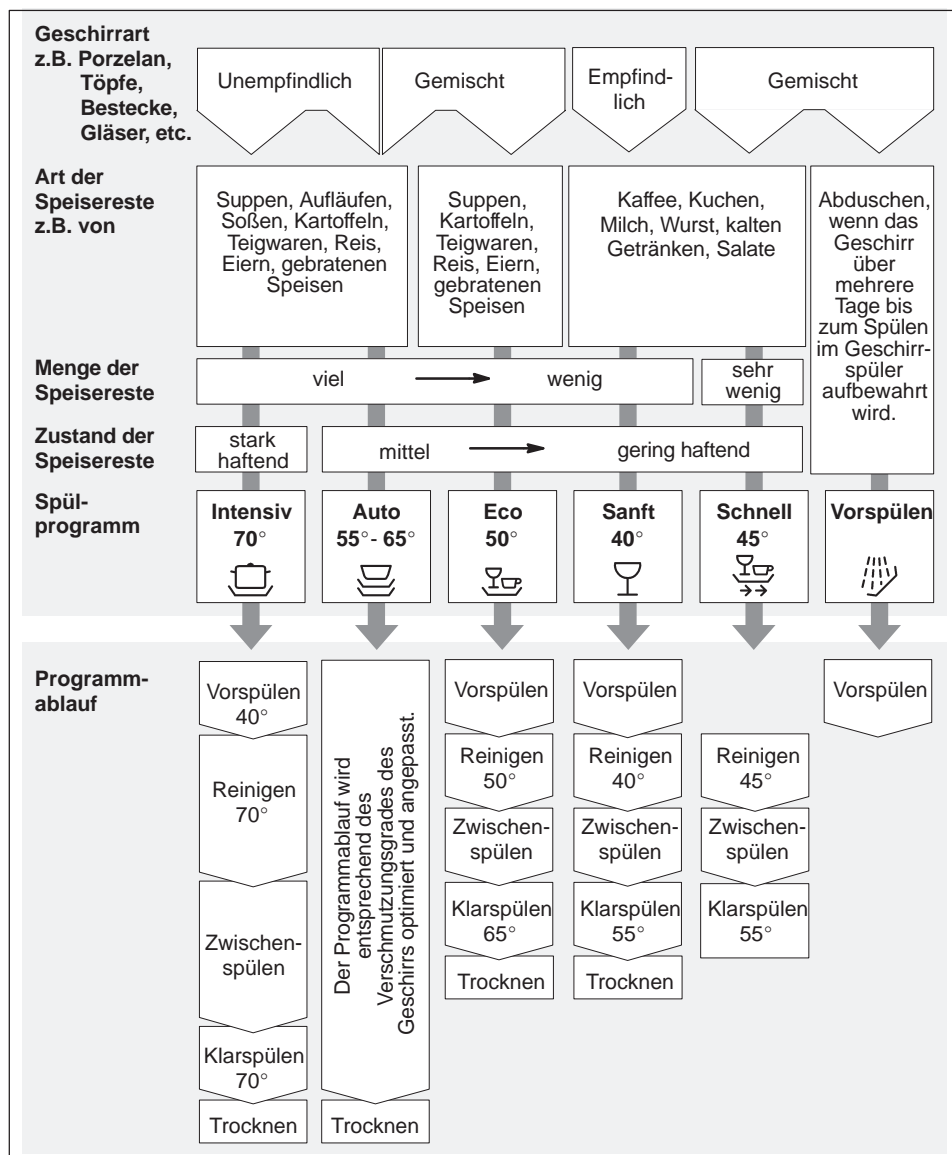 Geschirrart
z.B. Porzelan,
Töpfe,
Bestecke,
Gläser, etc.
Unempfindlich
Gemischt
Empfind-
lich
Gemischt
Art der
Speisereste
z.B. von
Suppen, Aufläufen,
Soßen, Kartoffeln,
Teigwaren, Reis,
Eiern, gebratenen
Speisen
Suppen,
Kartoffeln,
Teigwaren,
Reis, Eiern,
gebratenen
Speisen
Kaffee, Kuchen,
Milch, Wurst, kalten
Getränken, Salate
Abduschen,
wenn das
Geschirr
über
mehrere
Tage bis
zum Spülen
im Geschirr-
spüler
aufbewahrt
wird.
Menge der
Speisereste
viel
wenig
sehr
wenig
Zustand der
Speisereste
stark
haftend
mittel
gering haftend
Spül-
programm
Intensiv
70°
Auto
55°- 65°
Eco
50°
Sanft
40°
Schnell
45°
Vorspülen
Programm-
ablauf
Vorspülen
40°
Reinigen
70°
Zwischen-
spülen
Klarspülen
70°
Trocknen
Der Programmablauf wird
entsprechend des
Verschmutzungsgrades des
Geschirrs optimiert und angepasst.
Trocknen
Vorspülen
Reinigen
50°
Zwischen-
spülen
Klarspülen
65°
Trocknen
Vorspülen
Reinigen
40°
Zwischen-
spülen
Klarspülen
55°
Trocknen
Reinigen
45°
Zwischen-
spülen
Klarspülen
55°
Vorspülen